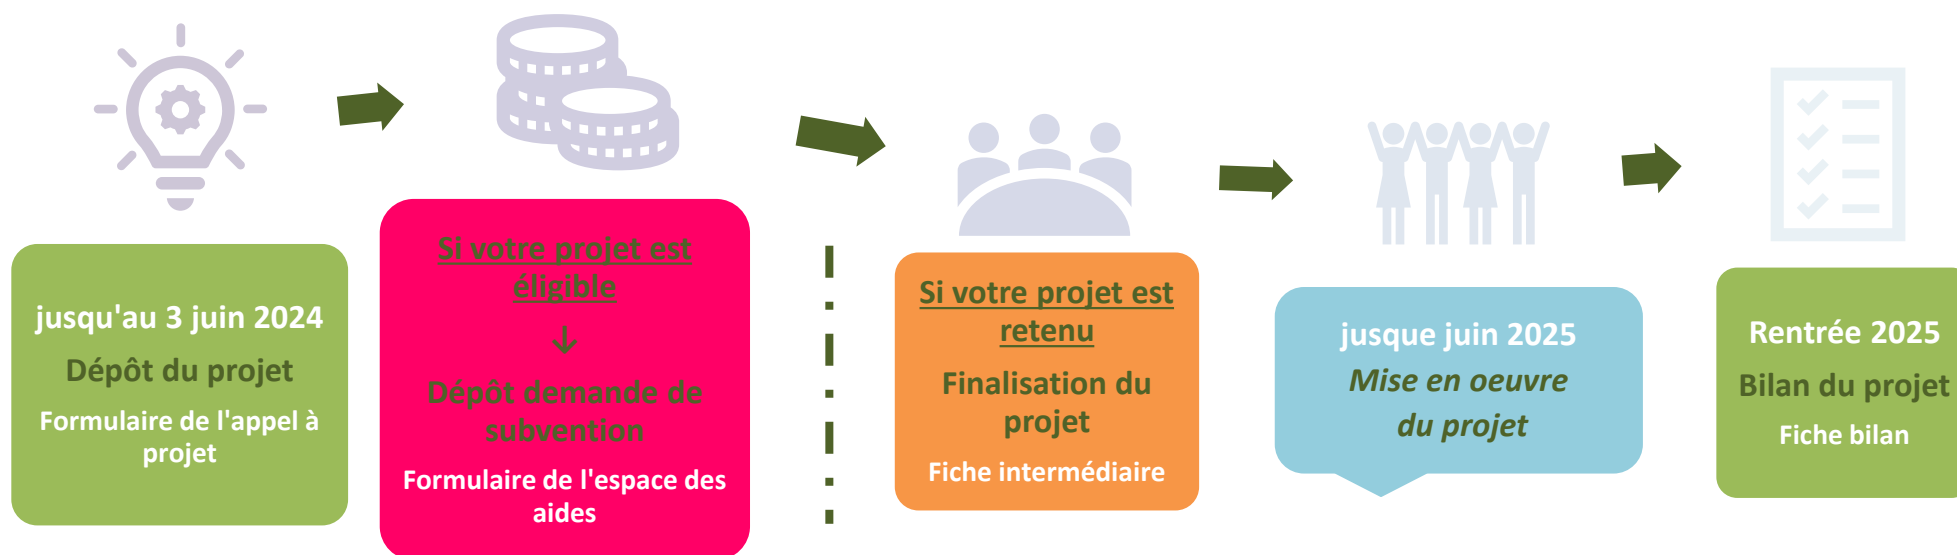 jusqu'au 3 juin 2024
Dépôt du projet
Formulaire de l'appel à
projet
Si votre projet est
éligible
↓
Dépôt demande de
subvention
Formulaire de l'espace des
aides
Si votre projet est
retenu
Finalisation du
projet
Fiche intermédiaire
jusque juin 2025
Mise en oeuvre
du projet
Rentrée 2025
Bilan du projet
Fiche bilan